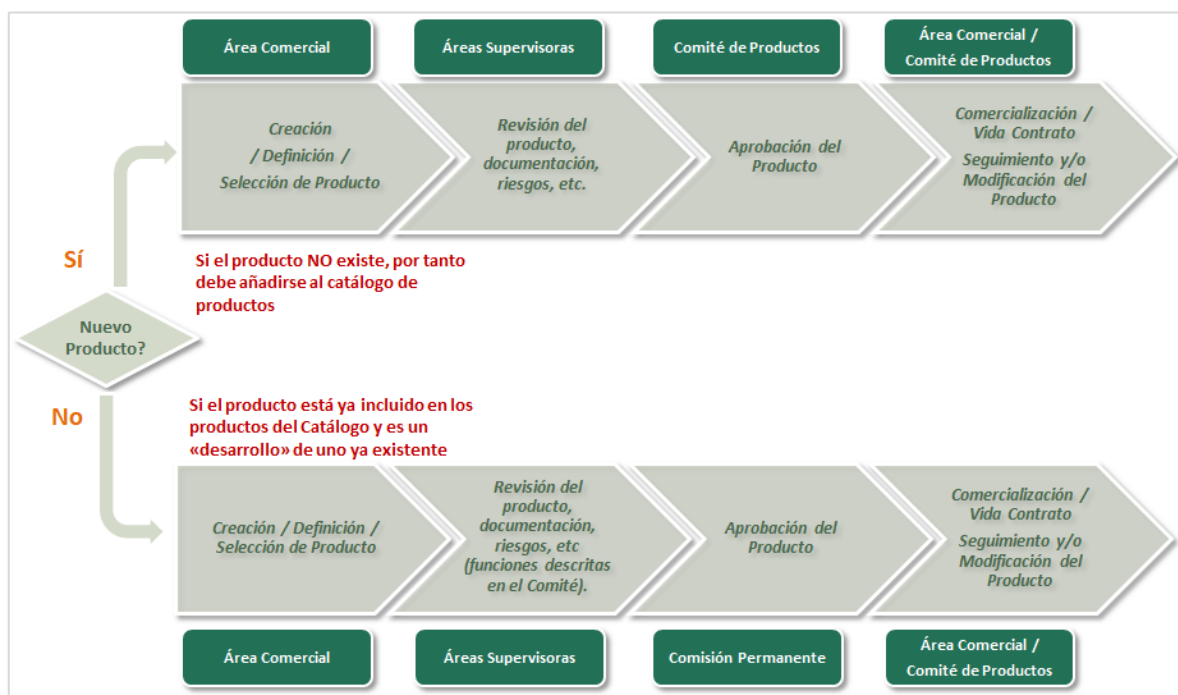 Área Comercial
Áreas Supervisoras
Comité de Productos
Área Comercial /
Comité de Productos
Creación
/ Definición /
Selección de Producto
Revisión del
producto,
documentación,
riesgos, etc.
Aprobación del
Producto
Comercialización /
Vida Contrato
Seguimiento y/o
Modificación del
Producto
Sí
Si el producto NO existe, por tanto
debe añadirse al catálogo de
productos
Nuevo
Producto?
No
Si el producto está ya incluido en los
productos del Catálogo y es un
«desarrollo» de uno ya existente
Creación / Definición /
Selección de Producto
Revisión del
producto,
documentación,
riesgos, etc
(funciones descritas
en el Comité).
Aprobación del
Producto
Comercialización /
Vida Contrato
Seguimiento y/o
Modificación del
Producto
Área Comercial
Áreas Supervisoras
Comisión Permanente
Área Comercial /
Comité de Productos